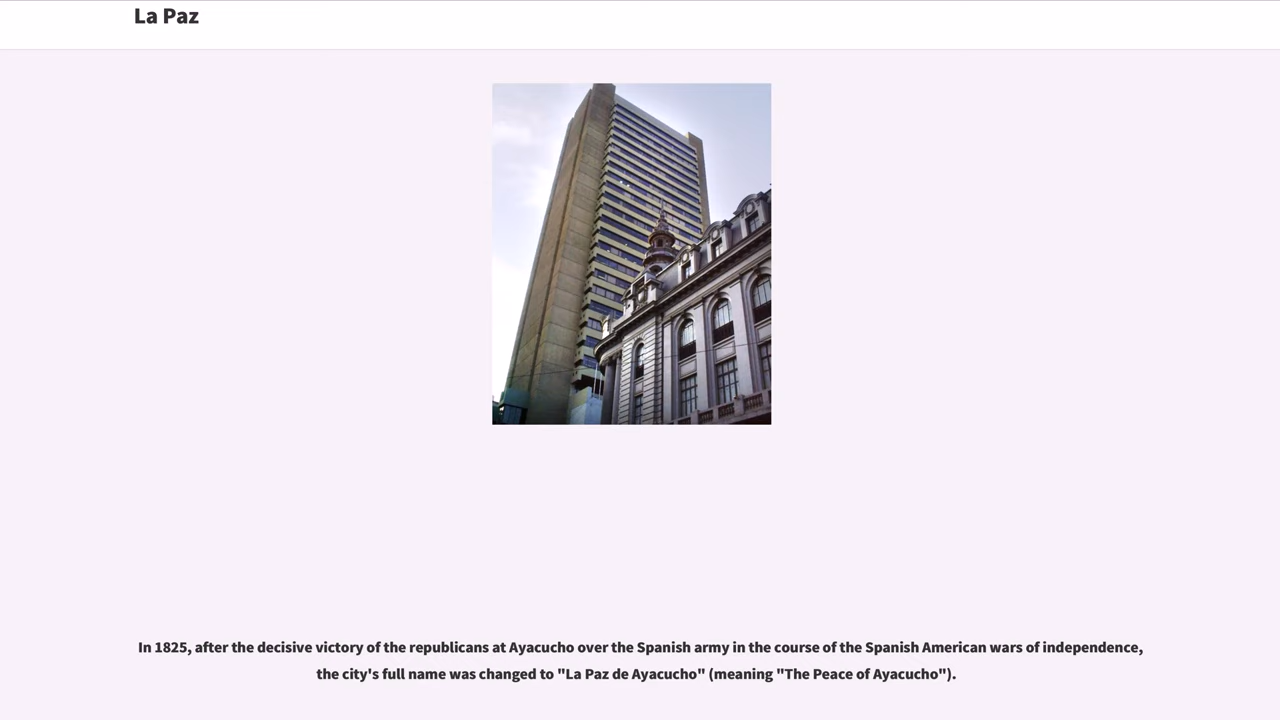 La Paz
In 1825, after the decisive victory of the republicans at Ayacucho over the Spanish army in the course of the Spanish American wars of independence,
the city's full name was changed to "La Paz de Ayacucho" (meaning "The Peace of Ayacucho").